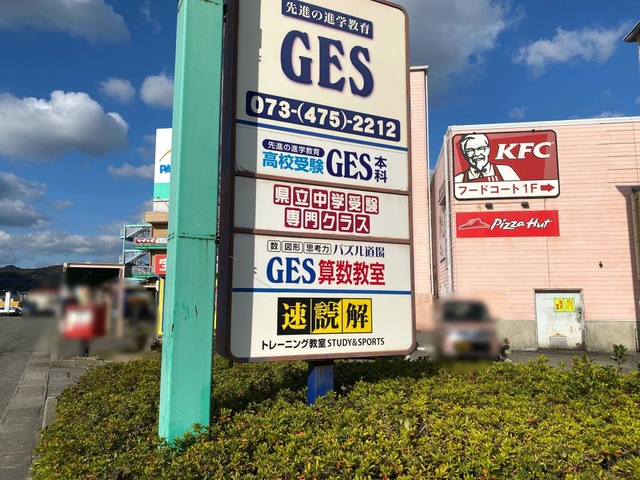 先進の進学教育
GES
073-(475)-2212
先進の進学教育
高校受験 GES 本科
県立中学受験
専門クラス
数 図形 思考力 パズル道場
GES 算数教室
速読解
トレーニング教室 STUDY&SPORTS
KFC
フードコート 1F
Pizza Hut